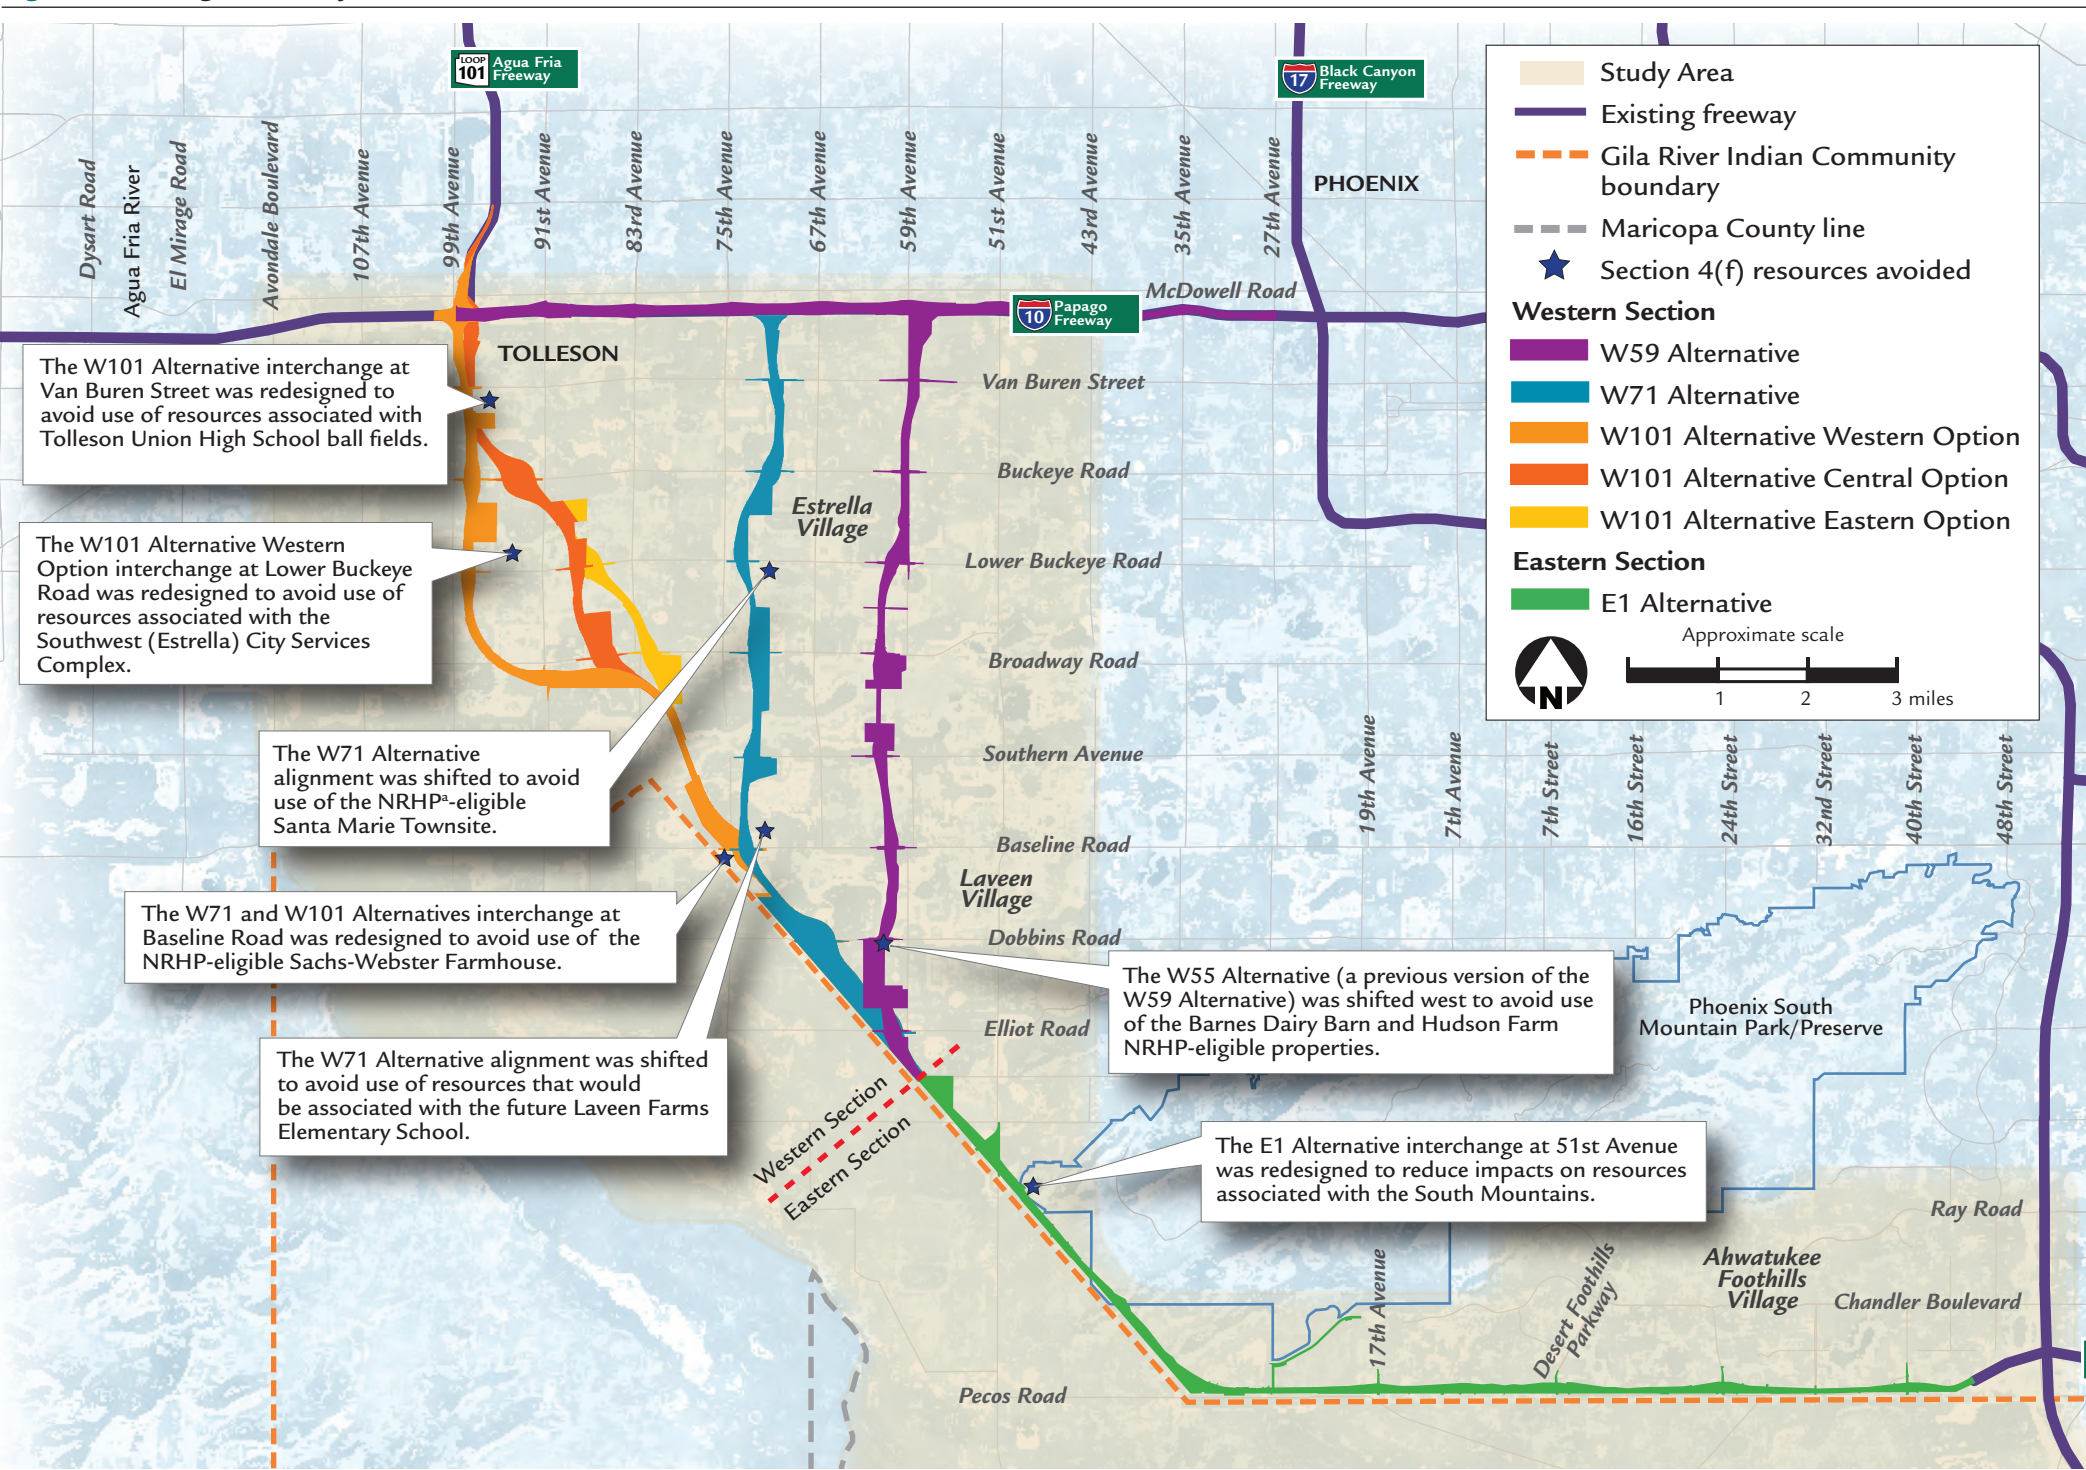 LOOP
101
Agua Fria
Freeway
17
Black Canyon
Freeway
Dysart Road
Agua Fria River
El Mirage Road
Avondale Boulevard
107th Avenue
99th Avenue
91st Avenue
83rd Avenue
75th Avenue
67th Avenue
59th Avenue
51st Avenue
43rd Avenue
35th Avenue
27th Avenue
PHOENIX
McDowell Road
10
Papago
Freeway
TOLLESON
Van Buren Street
Buckeye Road
Estrella
Village
Lower Buckeye Road
Broadway Road
Southern Avenue
Baseline Road
Laveen
Village
Dobbins Road
Elliot Road
The W101 Alternative interchange at
Van Buren Street was redesigned to
avoid use of resources associated with
Tolleson Union High School ball fields.
The W101 Alternative Western
Option interchange at Lower Buckeye
Road was redesigned to avoid use of
resources associated with the
Southwest (Estrella) City Services
Complex.
The W71 Alternative
alignment was shifted to avoid
use of the NRHPª-eligible
Santa Marie Townsite.
The W71 and W101 Alternatives interchange at
Baseline Road was redesigned to avoid use of the
NRHP-eligible Sachs-Webster Farmhouse.
The W71 Alternative alignment was shifted
to avoid use of resources that would
be associated with the future Laveen Farms
Elementary School.
The W55 Alternative (a previous version of the
W59 Alternative) was shifted west to avoid use
of the Barnes Dairy Barn and Hudson Farm
NRHP-eligible properties.
The E1 Alternative interchange at 51st Avenue
was redesigned to reduce impacts on resources
associated with the South Mountains.
Western Section
Eastern Section
Study Area
Existing freeway
Gila River Indian Community
boundary
Maricopa County line
Section 4(f) resources avoided
Western Section
W59 Alternative
W71 Alternative
W101 Alternative Western Option
W101 Alternative Central Option
W101 Alternative Eastern Option
Eastern Section
E1 Alternative
Approximate scale
N
1
2
3 miles
19th Avenue
7th Avenue
7th Street
16th Street
24th Street
32nd Street
40th Street
48th Street
Phoenix South
Mountain Park/Preserve
Ray Road
Ahwatukee
Foothills
Village
Chandler Boulevard
17th Avenue
Desert Foothills
Parkway
Pecos Road